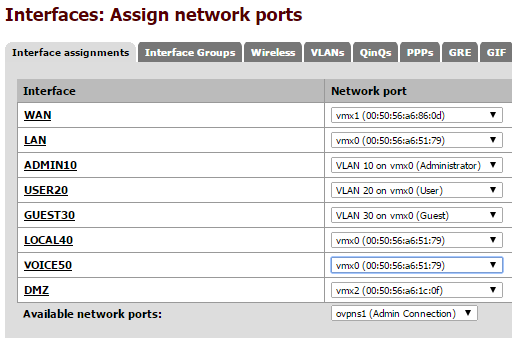 Interfaces: Assign network ports
Interface assignments Interface Groups Wireless VLANs QinQs PPPs GRE GIF
Interface Network port
WAN vmx1 (00:50:56:a6:86:0d)
LAN vmx0 (00:50:56:a6:51:79)
ADMIN10 VLAN 10 on vmx0 (Administrator)
USER20 VLAN 20 on vmx0 (User)
GUEST30 VLAN 30 on vmx0 (Guest)
LOCAL40 vmx0 (00:50:56:a6:51:79)
VOICE50 vmx0 (00:50:56:a6:51:79)
DMZ vmx2 (00:50:56:a6:1c:0f)
Available network ports: ovpns1 (Admin Connection)